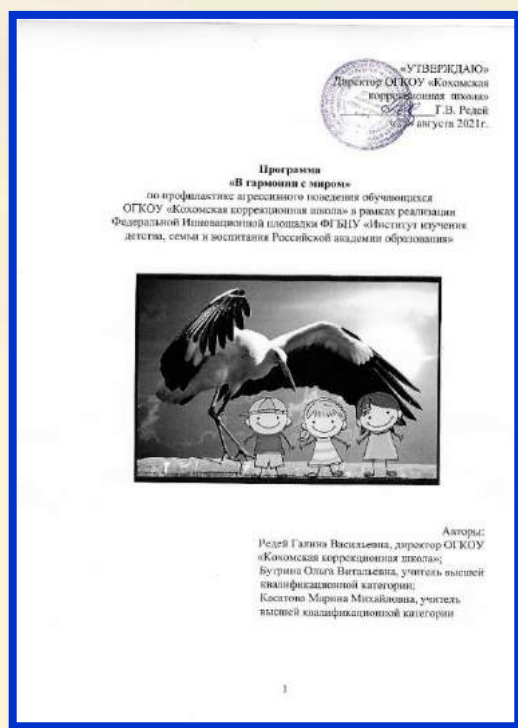 «УТВЕРЖДАЮ»
Директор ОГКОУ «Кохомская
коррекционная школа»
Г.В. Редей
августа 2021г.
Программа
«В гармонии с миром»
по профилактике агрессивного поведения обучающихся
ОГКОУ «Кохомская коррекционная школа» в рамках реализации
Федеральной Инновационной площадки ФГБНУ «Институт изучения
детства, семьи и воспитания Российской академии образования»
Авторы:
Редей Галина Васильевна, директор ОГКОУ
«Кохомская коррекционная школа»;
Бутрина Ольга Витальевна, учитель высшей
квалификационной категории;
Касатова Марина Михайловна, учитель
высшей квалификационной категории
1